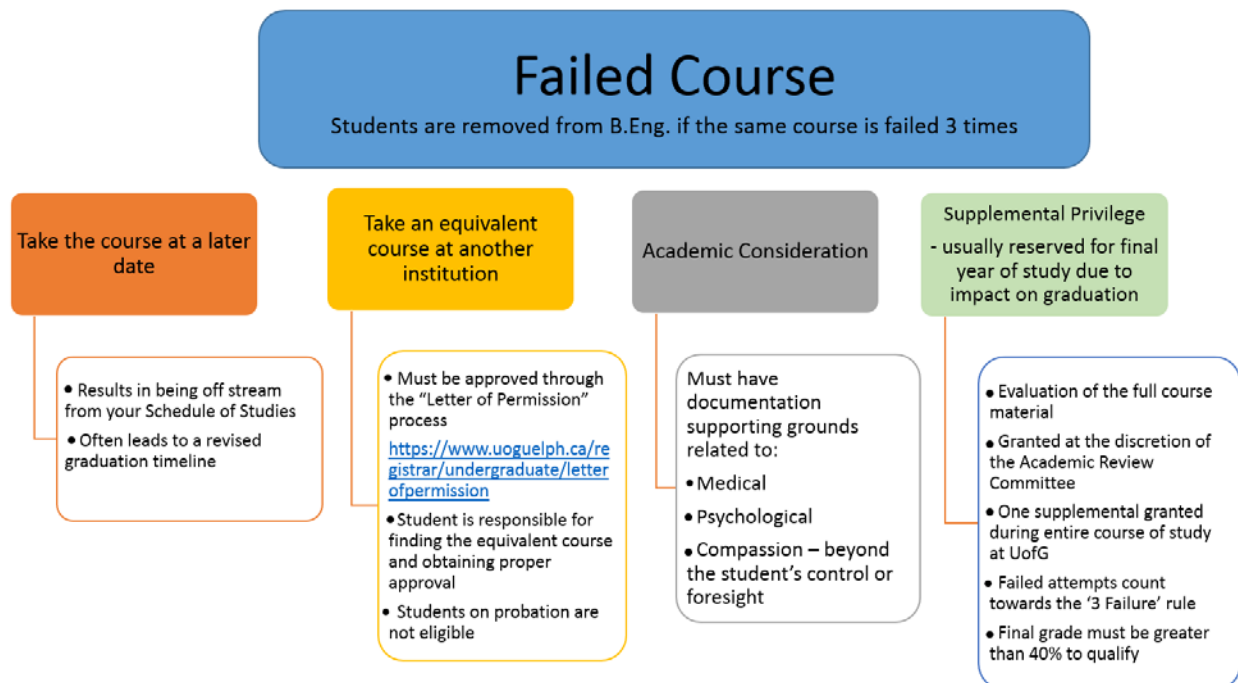 Failed Course
Students are removed from B.Eng. if the same course is failed 3 times
Take the course at a later
date
• Results in being off stream
from your Schedule of Studies
• Often leads to a revised
graduation timeline
Take an equivalent
course at another
institution
• Must be approved through
the “Letter of Permission”
process
https://www.uoguelph.ca/re
gistrar/undergraduate/letter
ofpermission
• Student is responsible for
finding the equivalent course
and obtaining proper
approval
• Students on probation are
not eligible
Academic Consideration
Must have
documentation
supporting grounds
related to:
• Medical
• Psychological
• Compassion – beyond
the student’s control or
foresight
Supplemental Privilege
- usually reserved for final
year of study due to
impact on graduation
• Evaluation of the full course
material
• Granted at the discretion of
the Academic Review
Committee
• One supplemental granted
during entire course of study
at UofG
• Failed attempts count
towards the ‘3 Failure’ rule
• Final grade must be greater
than 40% to qualify